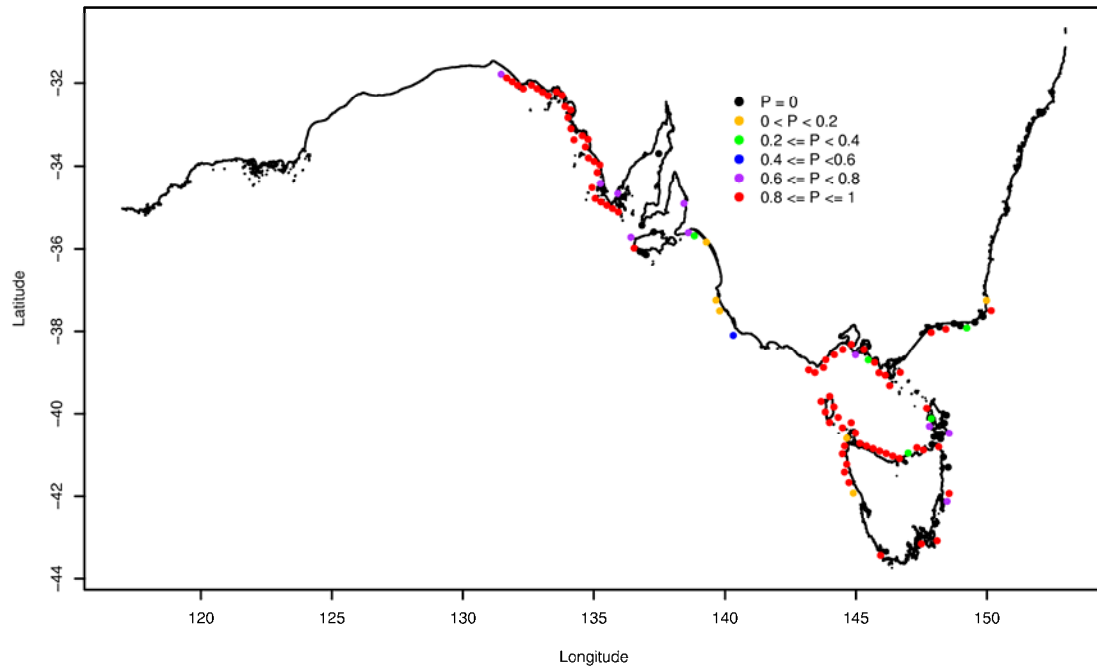 −32
−34
−36
−38
−40
−42
−44
Latitude
P = 0
0 < P < 0.2
0.2 <= P < 0.4
0.4 <= P <0.6
0.6 <= P < 0.8
0.8 <= P <= 1
120
125
130
135
140
145
150
Longitude